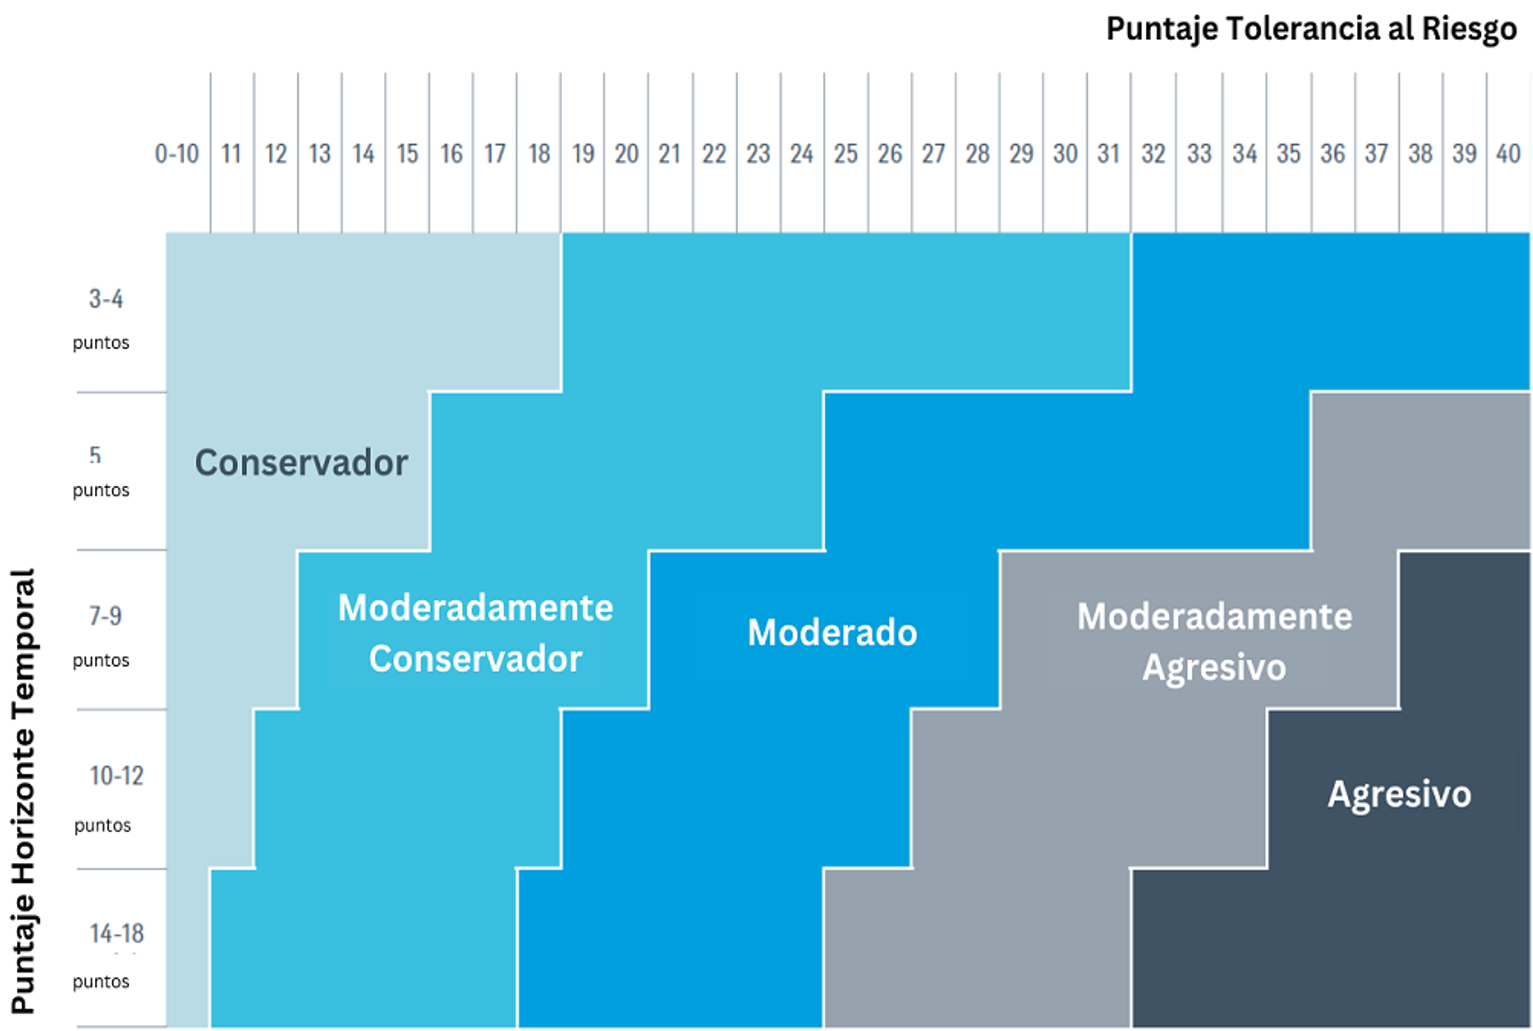 Puntaje Tolerancia al Riesgo
0-10 11 12 13 14 15 16 17 18 19 20 21 22 23 24 25 26 27 28 29 30 31 32 33 34 35 36 37 38 39 40
3-4
puntos
5
puntos
7-9
puntos
10-12
puntos
14-18
puntos
Puntaje Horizonte Temporal
Conservador
Moderadamente
Conservador
Moderado
Moderadamente
Agresivo
Agresivo